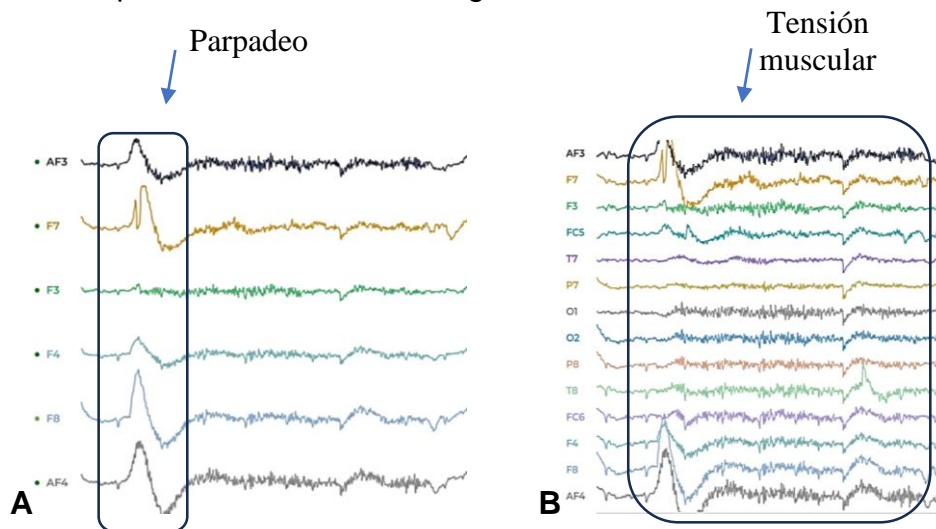 Parpadeo
Tensión
muscular
AF3
F7
F3
F4
F8
AF4
A
AF3
F7
F3
FC5
T7
P7
O1
O2
P8
T8
FC6
F4
F8
AF4
B